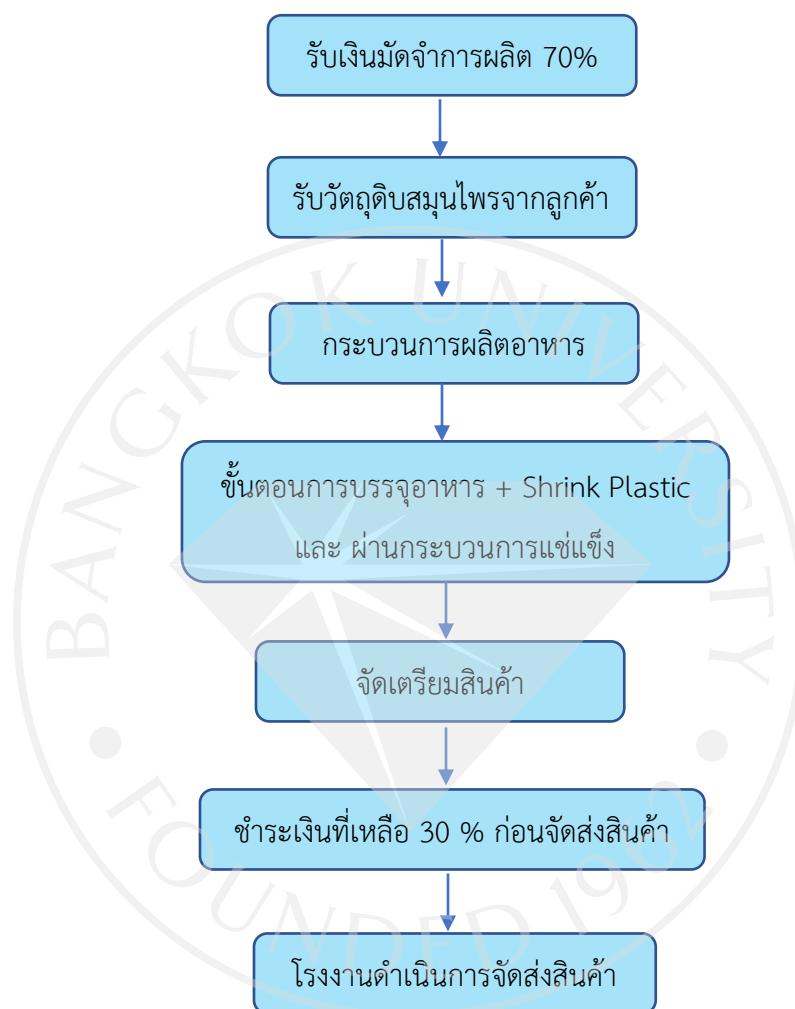 รับเงินมัดจำการผลิต 70%
รับวัตถุดิบสมุนไพรจากลูกค้า
กระบวนการผลิตอาหาร
ขั้นตอนการบรรจุอาหาร + Shrink Plastic
และ ผ่านกระบวนการแช่แข็ง
จัดเตรียมสินค้า
ชำระเงินที่เหลือ 30 % ก่อนจัดส่งสินค้า
โรงงานดำเนินการจัดส่งสินค้า
BANGKOK UNIVERSITY
FOUNDED 1962